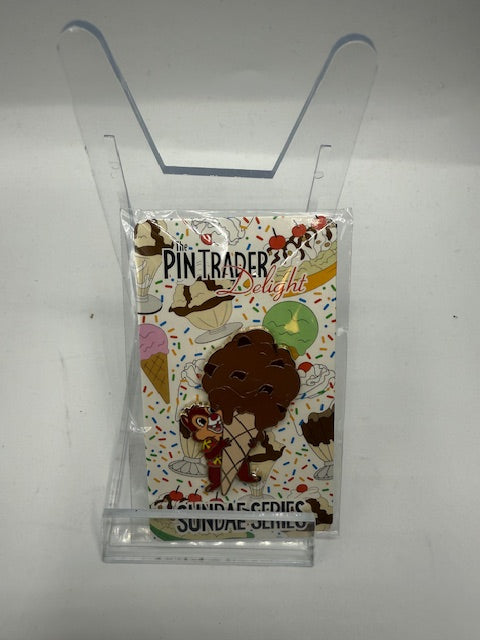 The
PIN TRADER
Delight
SUNDAE SERIES